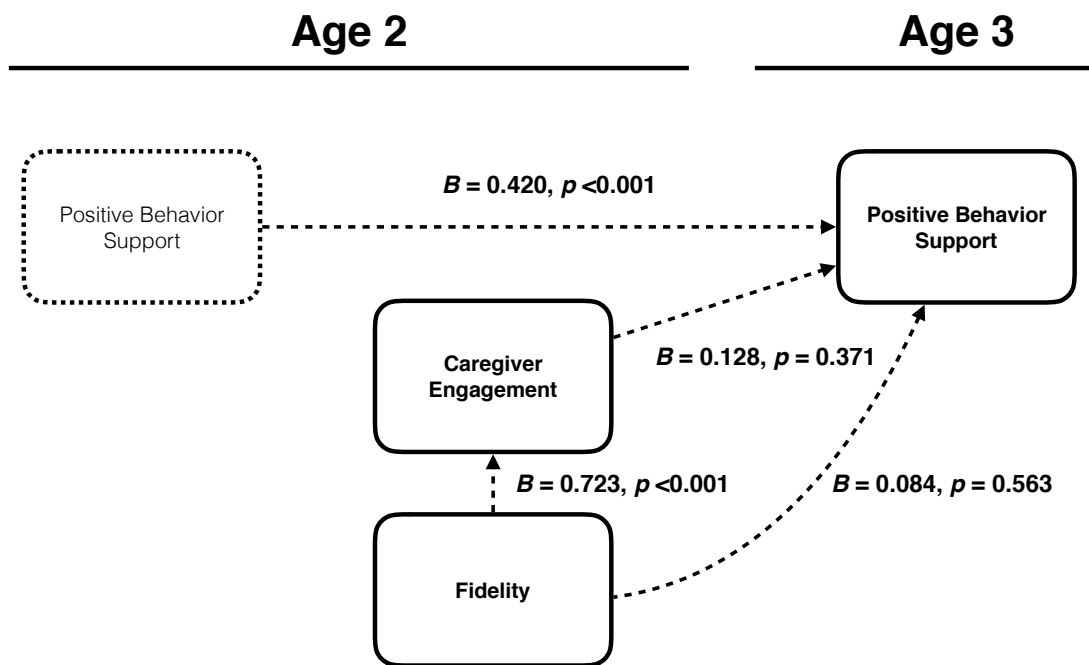 Age 2
Age 3
B = 0.420, p <0.001
Positive Behavior
Support
Positive Behavior
Support
B = 0.128, p = 0.371
Caregiver
Engagement
B = 0.723, p <0.001
B = 0.084, p = 0.563
Fidelity